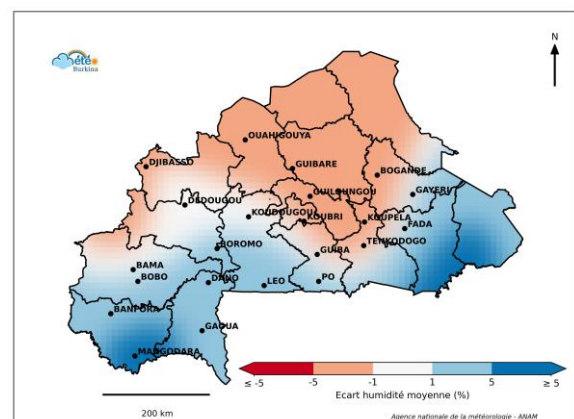 Météo
Burkina
N
OUAHIGOUYA
DJIBASSO
GUIBARE
BOGANDE
GUILOUNGOU
GAYERI
DEDOUGOU
KOUDOUGOU
KOUBRI
KOUPELA
FADA
TENKODOGO
BOROMO
GUIBA
BAMA
BOBO
DANO
LEO
PO
BANFORA
GAOUA
MANGODARA
≤ -5 -5 -1 1 5 ≥ 5
Ecart humidité moyenne (%)
200 km
Agence nationale de la météorologie - ANAM